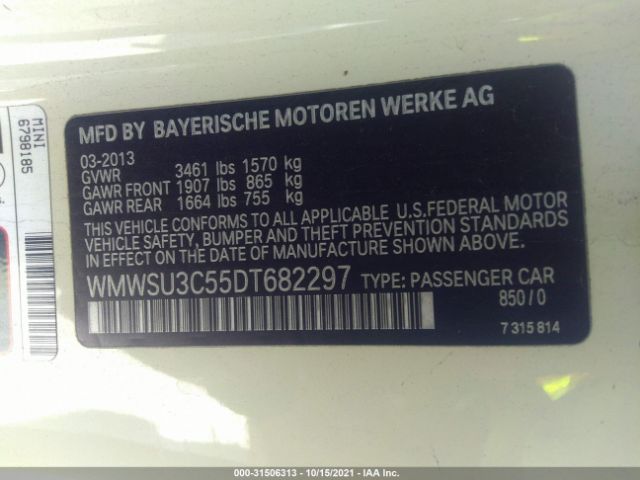 MFD BY BAYERISCHE MOTOREN WERKE AG
03-2013
GVWR 3461 lbs 1570 kg
GAWR FRONT 1907 lbs 865 kg
GAWR REAR 1664 lbs 755 kg
THIS VEHICLE CONFORMS TO ALL APPLICABLE U.S.FEDERAL MOTOR
VEHICLE SAFETY, BUMPER AND THEFT PREVENTION STANDARDS
IN EFFECT ON THE DATE OF MANUFACTURE SHOWN ABOVE.
WMWSU3C55DT682297 TYPE: PASSENGER CAR
850/0
7 315 814
MINI
6798185
000-31506313 - 10/15/2021 - IAA Inc.